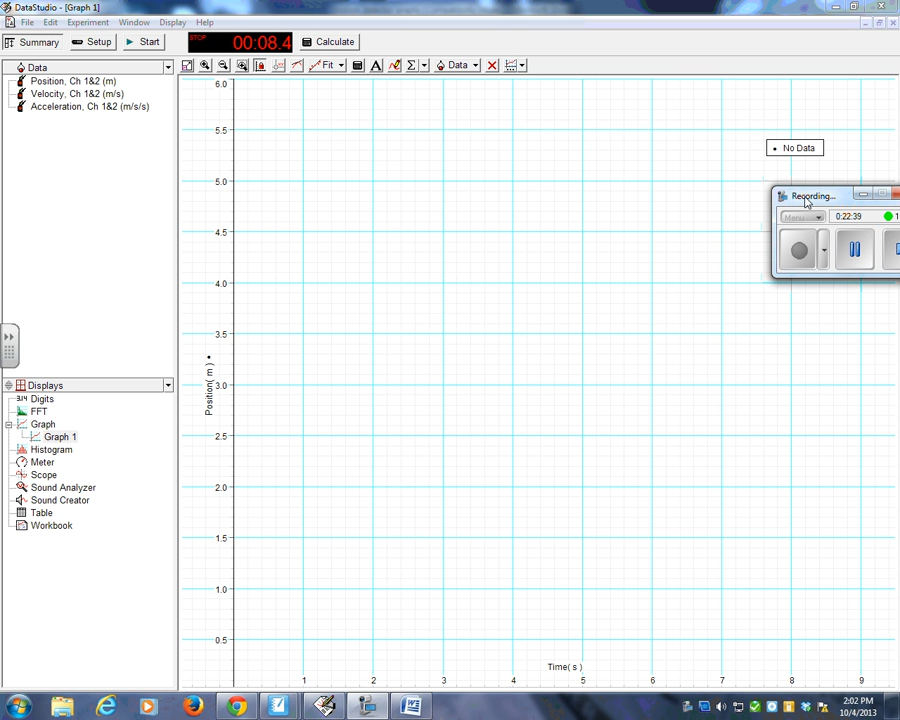 DataStudio - [Graph 1]
File Edit Experiment Window Display Help
Summary Setup Start STOP 00:08.4 Calculate
Data
Fit A Σ Data
Position, Ch 1&2 (m)
Velocity, Ch 1&2 (m/s)
Acceleration, Ch 1&2 (m/s/s)
Displays
3.14 Digits
FFT
Graph
Graph 1
Histogram
Meter
Scope
Sound Analyzer
Sound Creator
Table
Workbook
6.0
5.5
5.0
4.5
4.0
3.5
3.0
2.5
2.0
1.5
1.0
0.5
Position( m )
No Data
Recording...
Menu 0:22:39 1
Time( s )
1 2 3 4 5 6 7 8 9
2:02 PM
10/4/2013